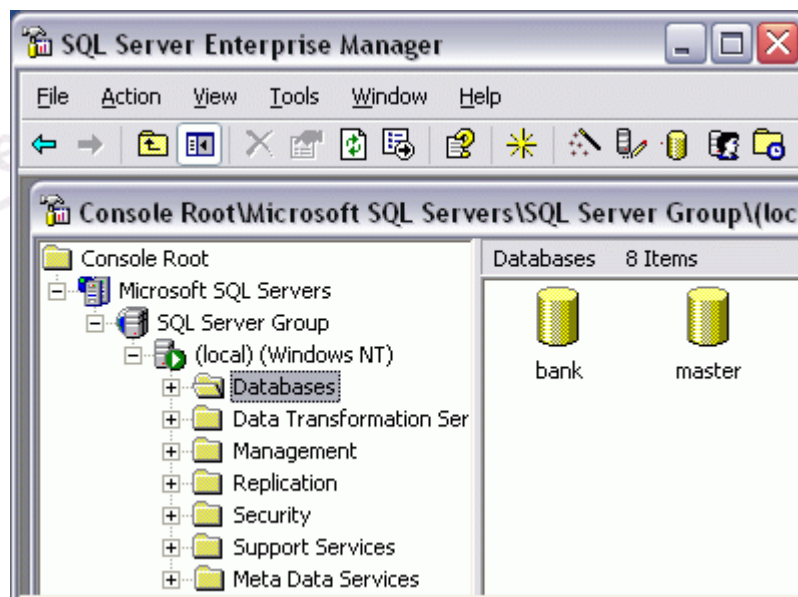 SQL Server Enterprise Manager
File Action View Tools Window Help
Console Root\Microsoft SQL Servers\SQL Server Group\(loc
Console Root
Microsoft SQL Servers
SQL Server Group
(local) (Windows NT)
Databases
Data Transformation Ser
Management
Replication
Security
Support Services
Meta Data Services
Databases 8 Items
bank master